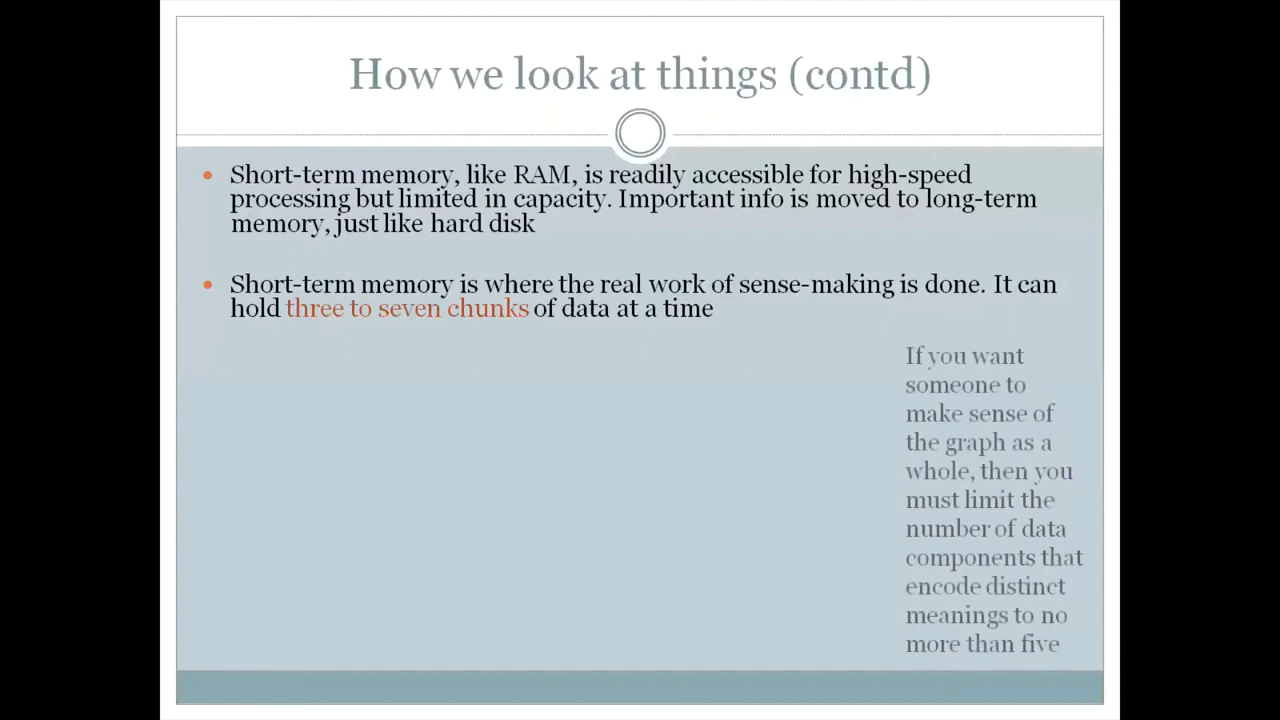 How we look at things (contd)
Short-term memory, like RAM, is readily accessible for high-speed
processing but limited in capacity. Important info is moved to long-term
memory, just like hard disk
Short-term memory is where the real work of sense-making is done. It can
hold three to seven chunks of data at a time
If you want
someone to
make sense of
the graph as a
whole, then you
must limit the
number of data
components that
encode distinct
meanings to no
more than five